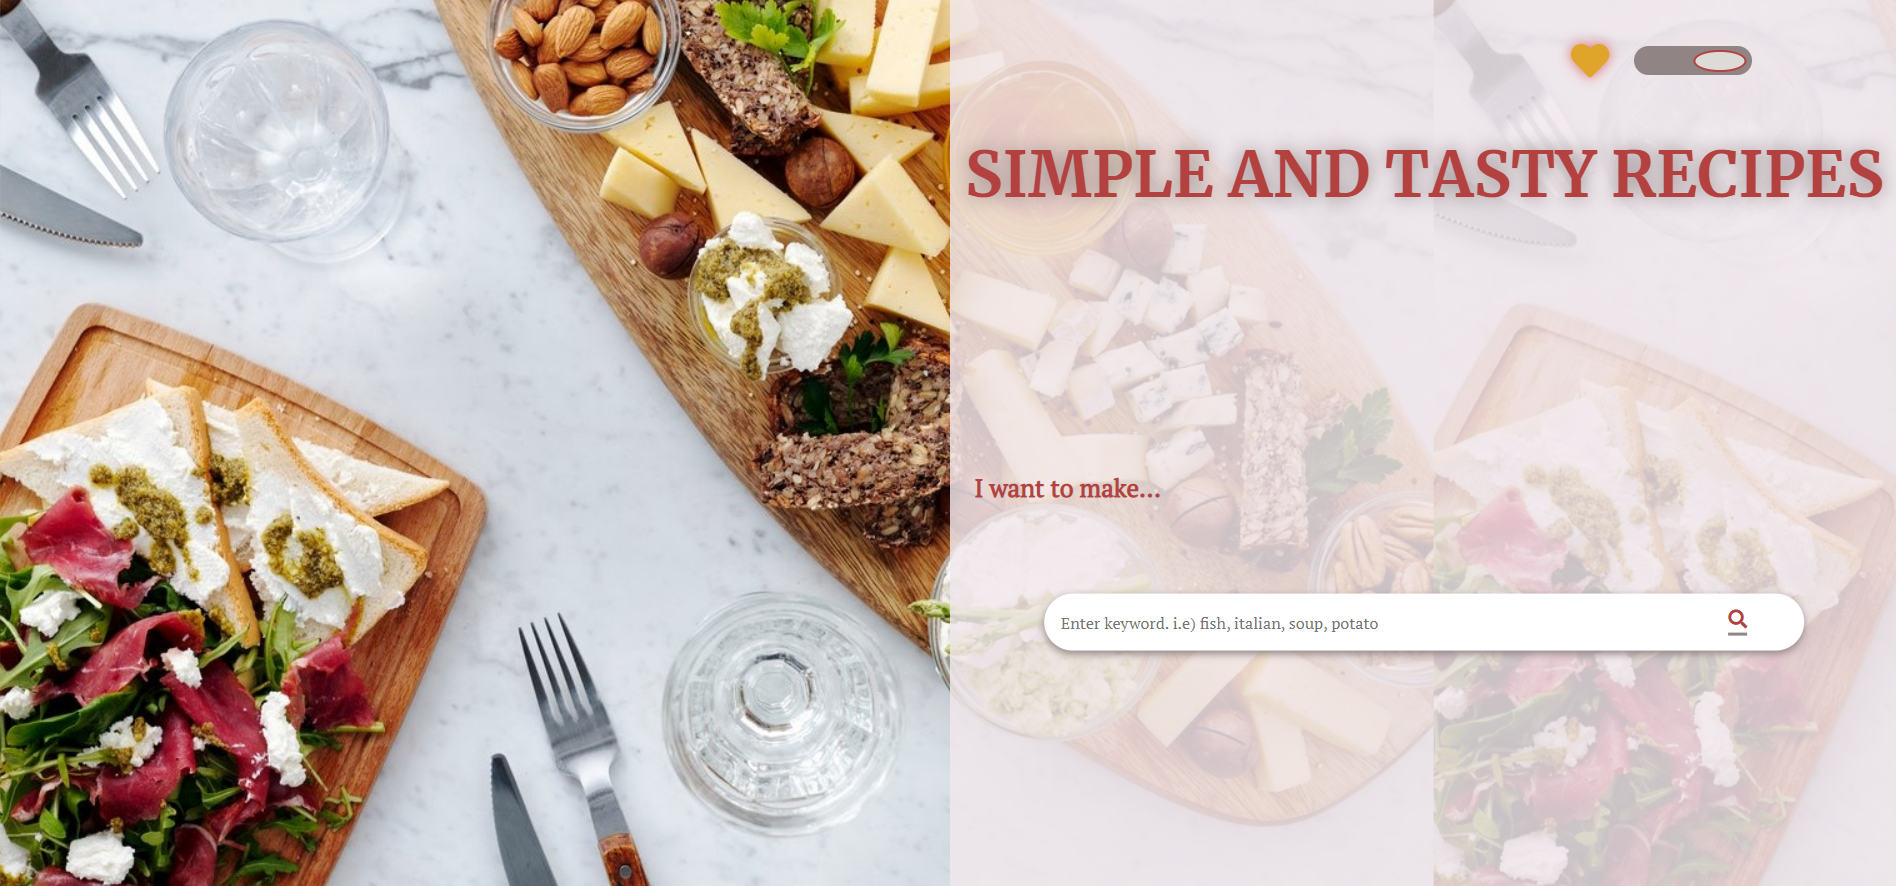 SIMPLE AND TASTY RECIPES
I want to make...
Enter keyword. i.e) fish, italian, soup, potato